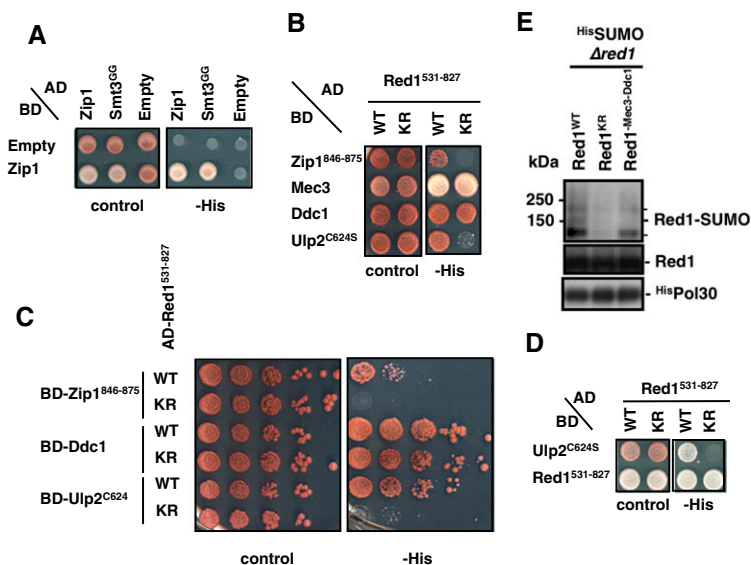 A
AD
BD
Zip1
Smt3GG
Empty
Zip1
Smt3GG
Empty
Empty
Zip1
control
-His
B
AD
BD
Red1531-827
WT
KR
WT
KR
Zip1846-875
Mec3
Ddc1
Ulp2C624S
control
-His
E
HisSUMO
Δred1
Red1WT
Red1KR
Red1-Mec3-Ddc1
kDa
250
150
Red1-SUMO
Red1
HisPol30
C
AD-Red1531-827
BD-Zip1846-875
WT
KR
BD-Ddc1
WT
KR
BD-Ulp2C624
WT
KR
control
-His
D
AD
BD
Red1531-827
WT
KR
WT
KR
Ulp2C624S
Red1531-827
control
-His